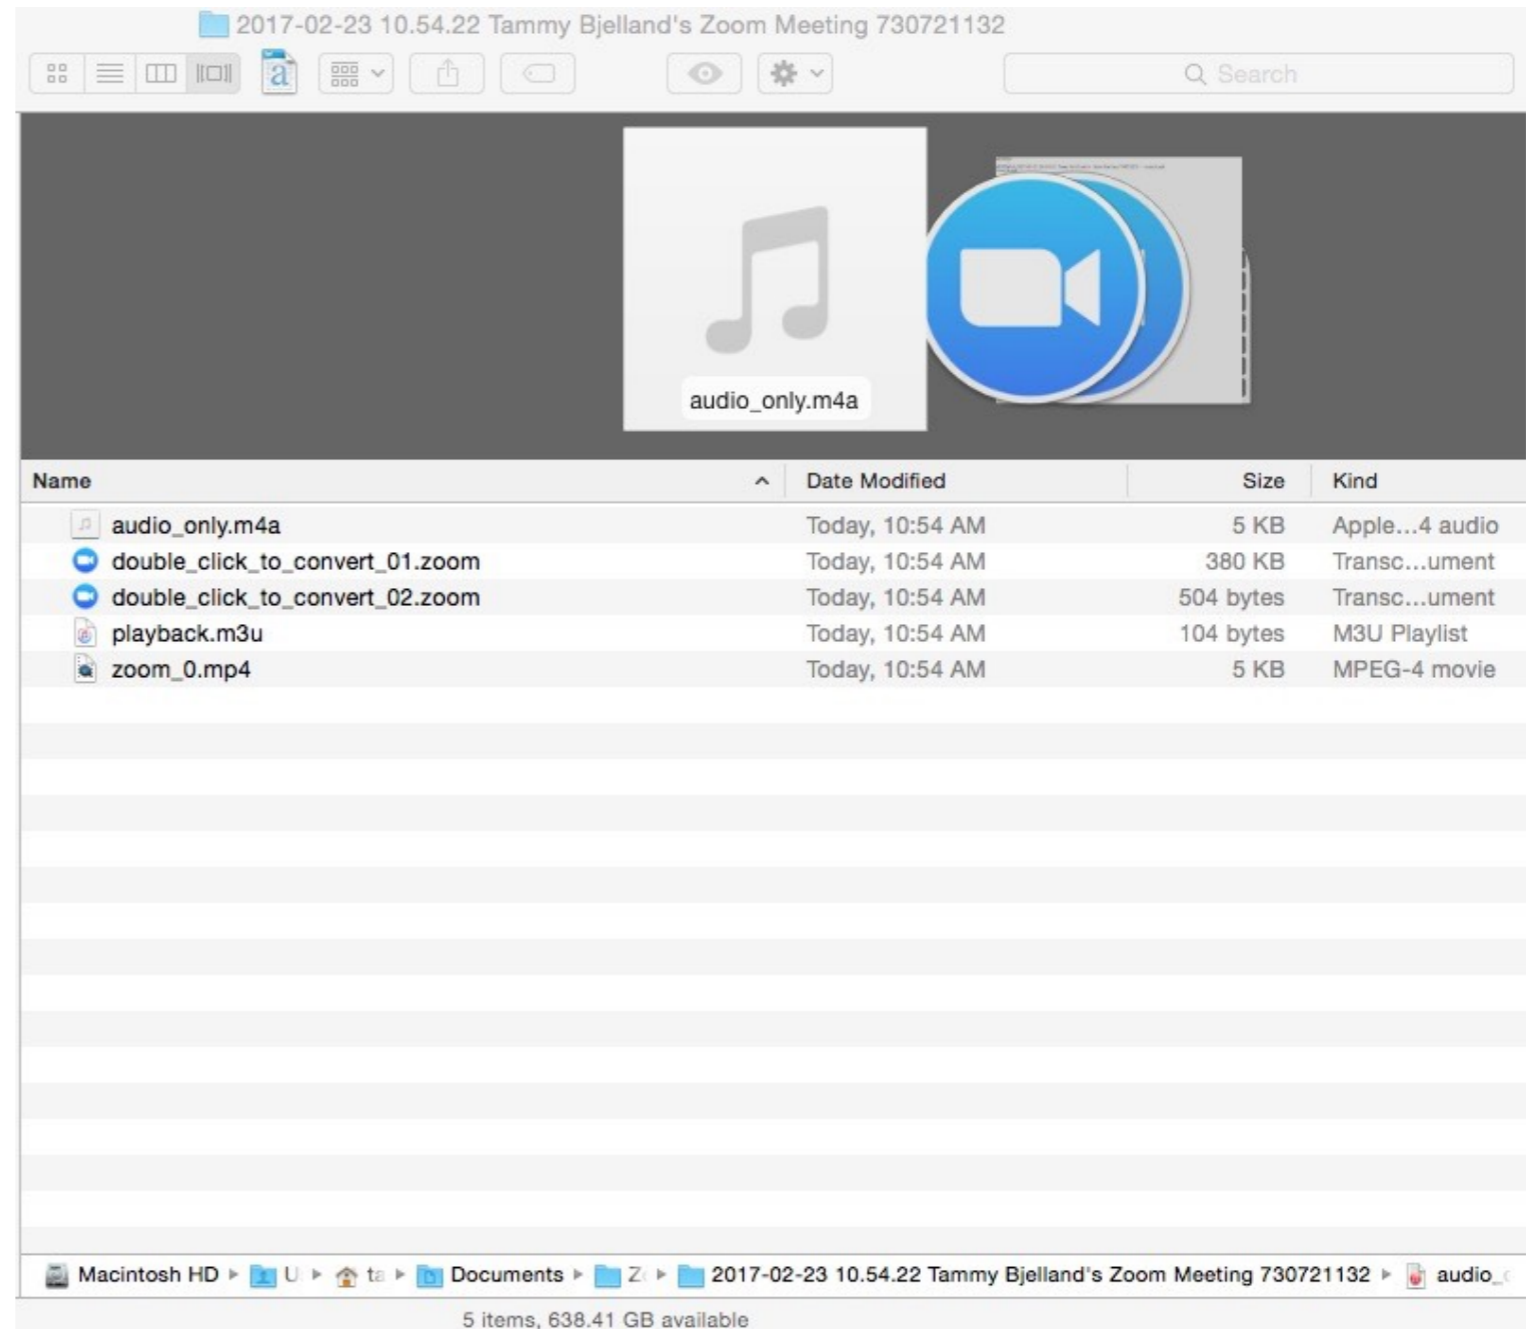 2017-02-23 10.54.22 Tammy Bjelland's Zoom Meeting 730721132
a Search
audio_only.m4a
Name Date Modified Size Kind
audio_only.m4a Today, 10:54 AM 5 KB Apple...4 audio
double_click_to_convert_01.zoom Today, 10:54 AM 380 KB Transc...ument
double_click_to_convert_02.zoom Today, 10:54 AM 504 bytes Transc...ument
playback.m3u Today, 10:54 AM 104 bytes M3U Playlist
zoom_0.mp4 Today, 10:54 AM 5 KB MPEG-4 movie
Macintosh HD U ta Documents Z 2017-02-23 10.54.22 Tammy Bjelland's Zoom Meeting 730721132 audio_
5 items, 638.41 GB available